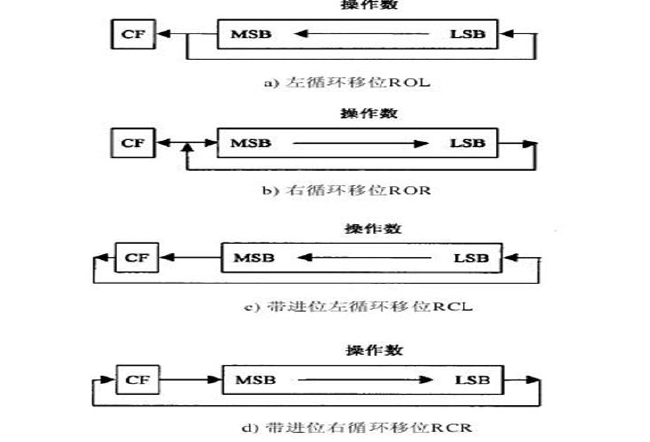 操作数
CF MSB LSB
a) 左循环移位ROL
操作数
CF MSB LSB
b) 右循环移位ROR
操作数
CF MSB LSB
c) 带进位左循环移位RCL
操作数
CF MSB LSB
d) 带进位右循环移位RCR